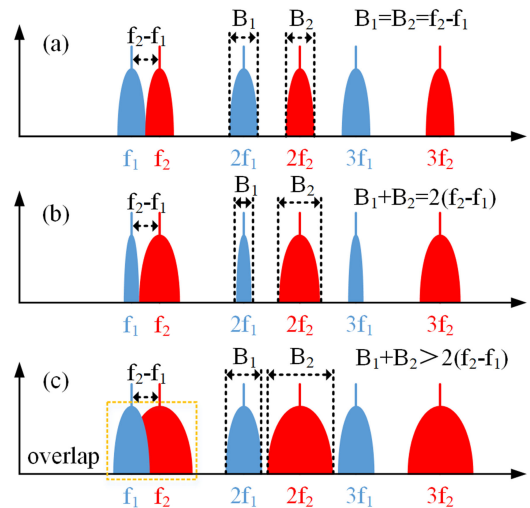 (a)
f₂-f₁
B₁
B₂
B₁=B₂=f₂-f₁
f₁
f₂
2f₁
2f₂
3f₁
3f₂
(b)
f₂-f₁
B₁
B₂
B₁+B₂=2(f₂-f₁)
f₁
f₂
2f₁
2f₂
3f₁
3f₂
(c)
f₂-f₁
B₁
B₂
B₁+B₂>2(f₂-f₁)
overlap
f₁
f₂
2f₁
2f₂
3f₁
3f₂